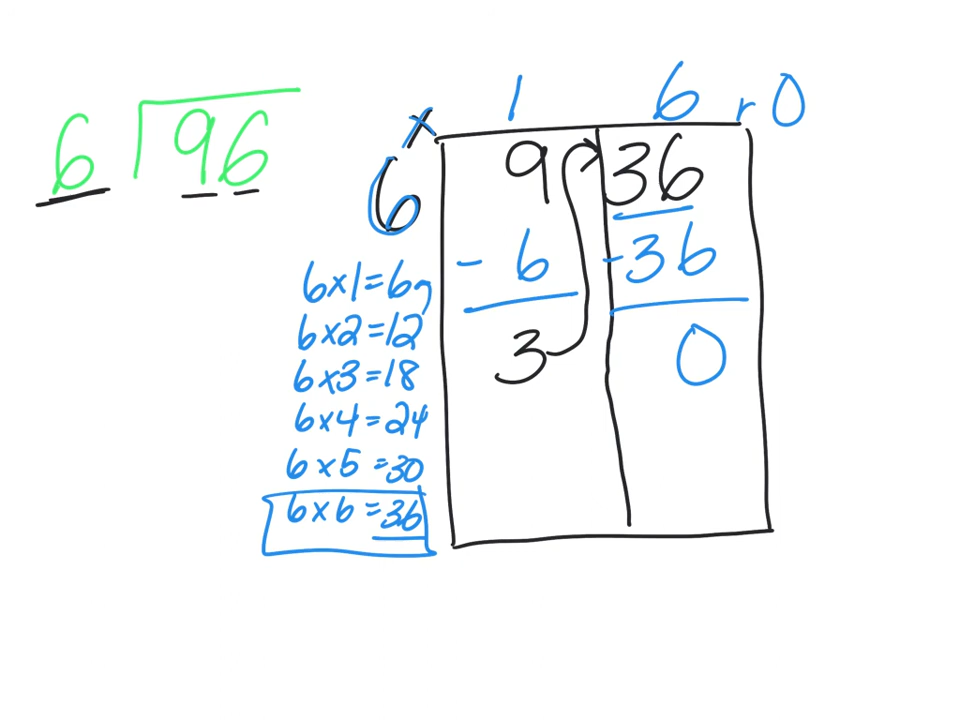 6 96
x 1 6 r 0
6 9 36
- 6 -36
3 0
6x1=6
6x2=12
6x3=18
6x4=24
6x5=30
6x6=36